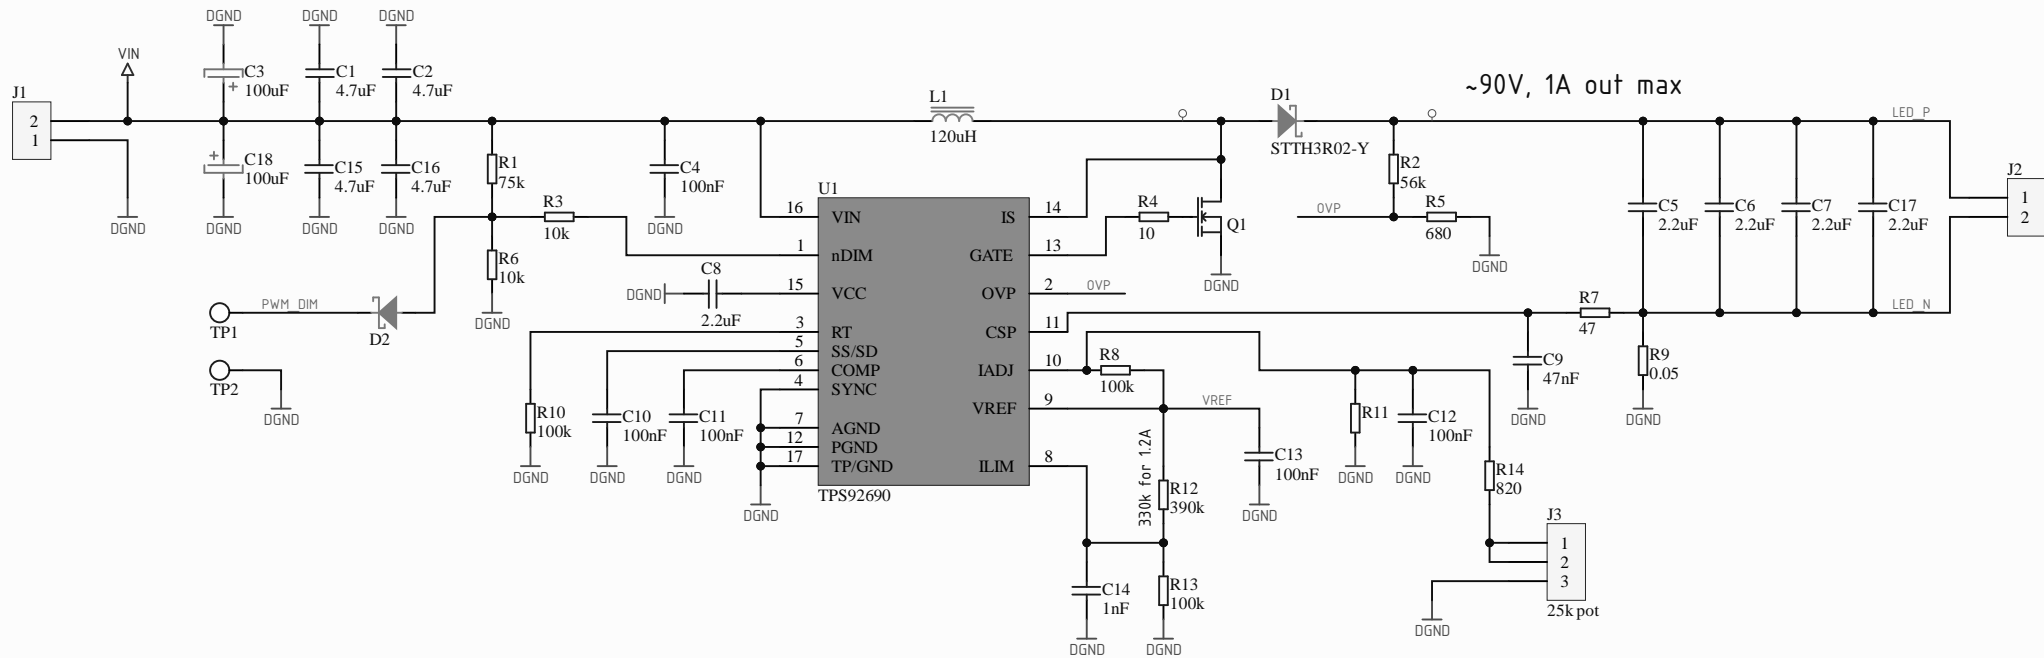 DGND
DGND
DGND
VIN
C3
100uF
C1
4.7uF
C2
4.7uF
J1
2
1
L1
120uH
D1
STTH3R02-Y
~90V, 1A out max
LED_P
C18
100uF
C15
4.7uF
C16
4.7uF
R1
75k
C4
100nF
DGND
DGND
DGND
DGND
DGND
R3
10k
R6
10k
DGND
PWM_DIM
TP1
D2
TP2
DGND
DGND
C8
2.2uF
U1
16
VIN
1
nDIM
15
VCC
3
RT
5
SS/SD
6
COMP
4
SYNC
7
AGND
12
PGND
17
TP/GND
TPS92690
IS
14
GATE
13
OVP
2
OVP
CSP
11
IADJ
10
VREF
9
ILIM
8
R4
10
Q1
DGND
R2
56k
OVP
R5
680
DGND
C5
2.2uF
C6
2.2uF
C7
2.2uF
C17
2.2uF
J2
1
2
LED_N
R7
47
C9
47nF
DGND
R9
0.05
DGND
R10
100k
DGND
C10
100nF
DGND
C11
100nF
DGND
DGND
R8
100k
VREF
330k for 1.2A
R12
390k
C13
100nF
DGND
R11
DGND
C12
100nF
DGND
R14
820
J3
1
2
3
25k pot
DGND
C14
1nF
DGND
R13
100k
DGND